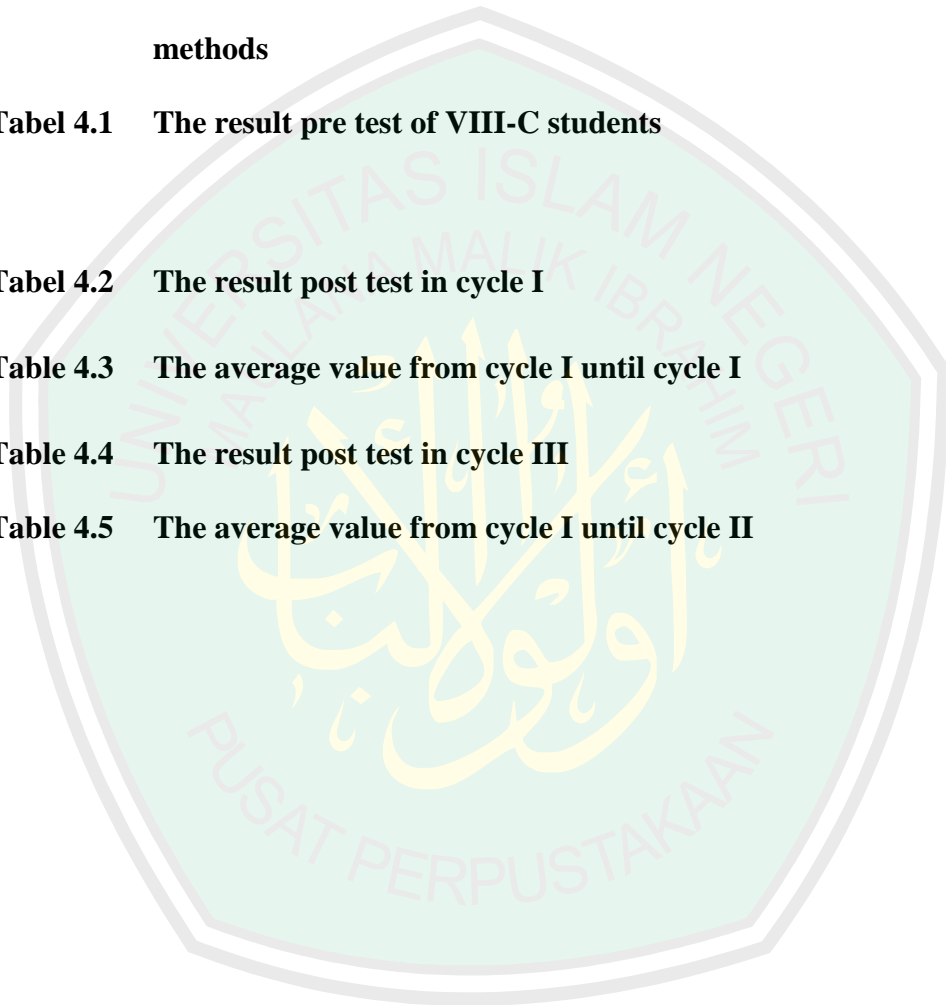 methods
Tabel 4.1 The result pre test of VIII-C students
Tabel 4.2 The result post test in cycle I
Table 4.3 The average value from cycle I until cycle I
Table 4.4 The result post test in cycle III
Table 4.5 The average value from cycle I until cycle II
UNIVERSITAS ISLAM NEGERI
MAULANA MALIK IBRAHIM
أولوا الألباب
PUSAT PERPUSTAKAAN